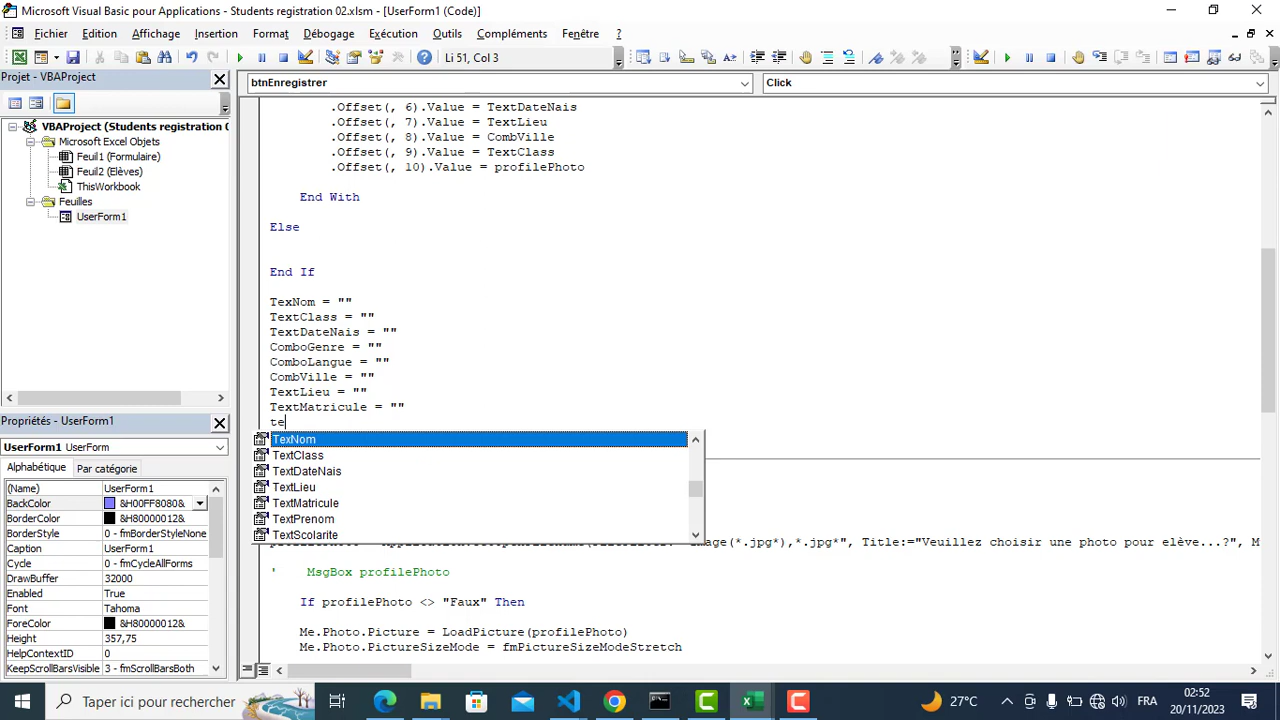 Microsoft Visual Basic pour Applications - Students registration 02.xlsm - [UserForm1 (Code)]
Fichier Edition Affichage Insertion Format Débogage Exécution Outils Compléments Fenêtre ?
Li 51, Col 3
Projet - VBAProject
btnEnregistrer
Click
VBAProject (Students registration 0
Microsoft Excel Objets
Feuil1 (Formulaire)
Feuil2 (Elèves)
ThisWorkbook
Feuilles
UserForm1
.Offset(, 6).Value = TextDateNais
.Offset(, 7).Value = TextLieu
.Offset(, 8).Value = CombVille
.Offset(, 9).Value = TextClass
.Offset(, 10).Value = profilePhoto
End With
Else
End If
TexNom = ""
TextClass = ""
TextDateNais = ""
ComboGenre = ""
ComboLangue = ""
CombVille = ""
TextLieu = ""
TextMatricule = ""
te
TexNom
TextClass
TextDateNais
TextLieu
TextMatricule
TextPrenom
TextScolarite
image(*.jpg*),*.jpg*", Title:="Veuillez choisir une photo pour elève...?", M
' MsgBox profilePhoto
If profilePhoto <> "Faux" Then
Me.Photo.Picture = LoadPicture(profilePhoto)
Me.Photo.PictureSizeMode = fmPictureSizeModeStretch
Propriétés - UserForm1
UserForm1 UserForm
Alphabétique Par catégorie
(Name) UserForm1
BackColor &H00FF8080&
BorderColor &H80000012&
BorderStyle 0 - fmBorderStyleNone
Caption UserForm1
Cycle 0 - fmCycleAllForms
DrawBuffer 32000
Enabled True
Font Tahoma
ForeColor &H80000012&
Height 357,75
HelpContextID 0
KeepScrollBarsVisible 3 - fmScrollBarsBoth
Taper ici pour rechercher
27°C
FRA
02:52
20/11/2023